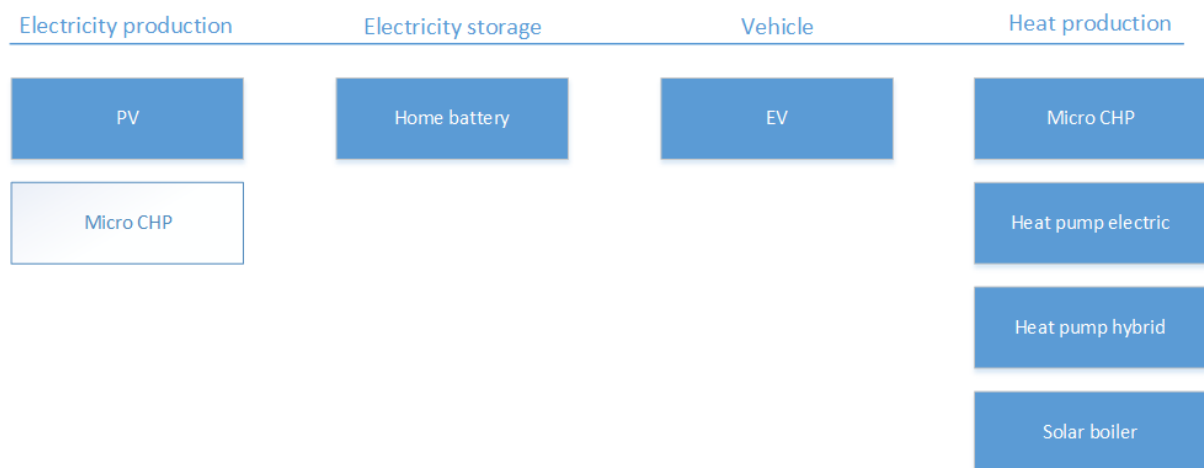 Electricity production
Electricity storage
Vehicle
Heat production
PV
Home battery
EV
Micro CHP
Micro CHP
Heat pump electric
Heat pump hybrid
Solar boiler